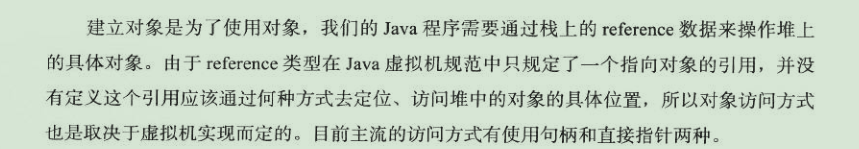 建立对象是为了使用对象，我们的 Java 程序需要通过栈上的 reference 数据来操作堆上
的具体对象。由于 reference 类型在 Java 虚拟机规范中只规定了一个指向对象的引用，并没
有定义这个引用应该通过何种方式去定位、访问堆中的对象的具体位置，所以对象访问方式
也是取决于虚拟机实现而定的。目前主流的访问方式有使用句柄和直接指针两种。